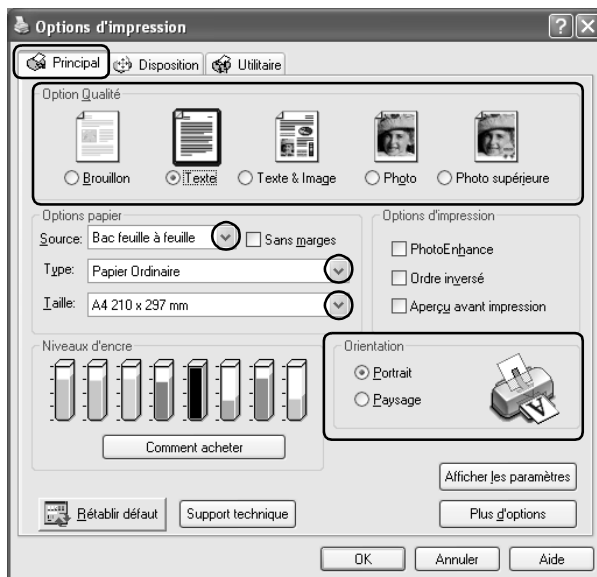 Options d'impression
Principal Disposition Utilitaire
Option Qualité
Brouillon Texte Texte & Image Photo Photo supérieure
Options papier Options d'impression
Source: Bac feuille à feuille Sans marges
PhotoEnhance
Type: Papier Ordinaire
Ordre inversé
Taille: A4 210 x 297 mm
Aperçu avant impression
Niveaux d'encre Orientation
Portrait
Paysage
Comment acheter
Afficher les paramètres
Rétablir défaut Support technique Plus d'options
OK Annuler Aide